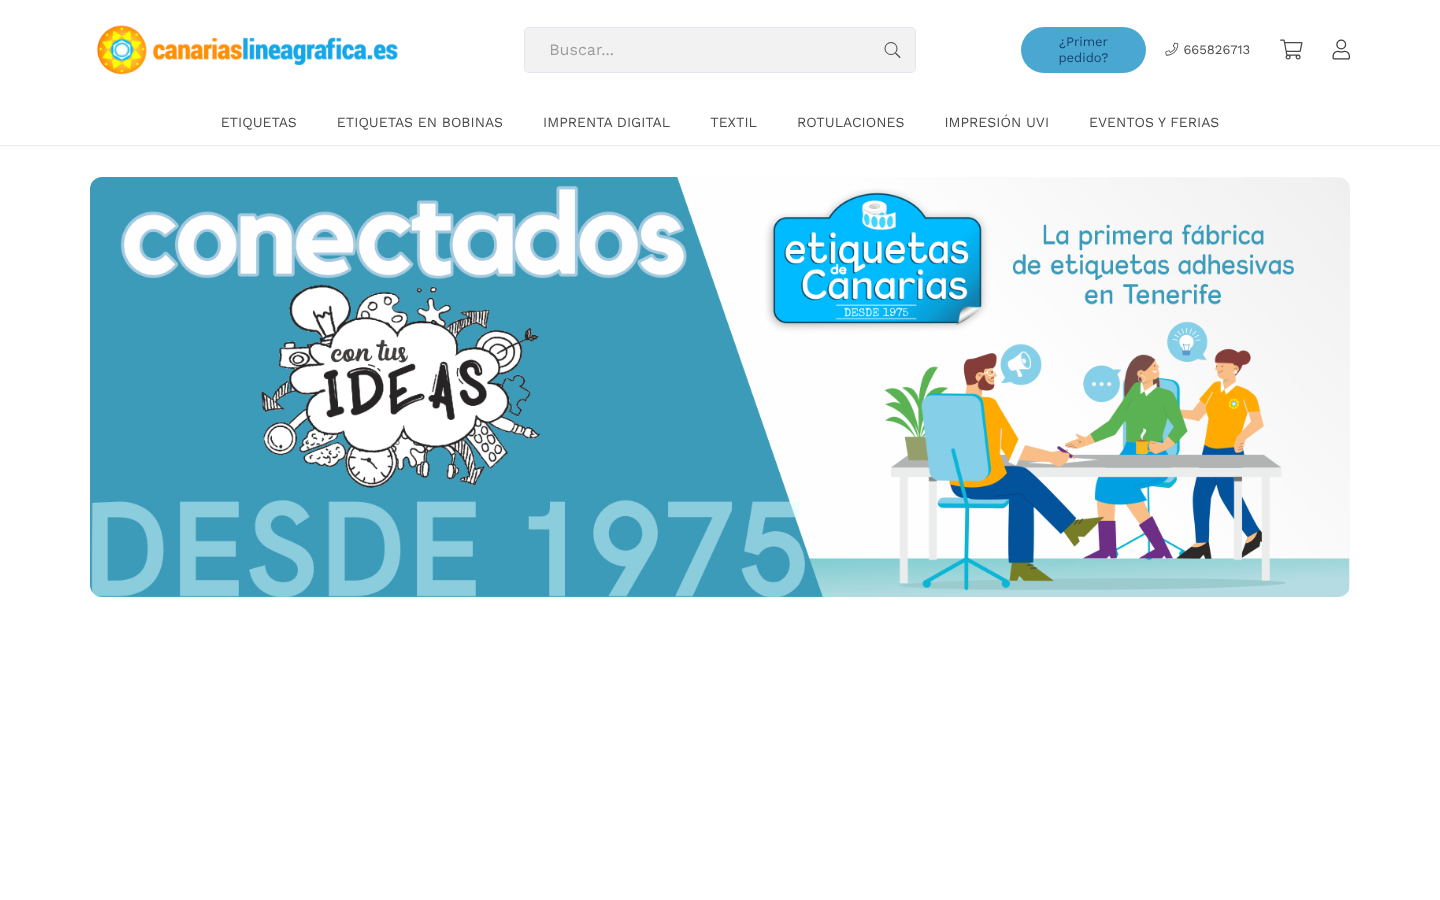 canariaslineagrafica.es
Buscar...
¿Primer
pedido?
665826713
ETIQUETAS
ETIQUETAS EN BOBINAS
IMPRENTA DIGITAL
TEXTIL
ROTULACIONES
IMPRESIÓN UVI
EVENTOS Y FERIAS
conectados
con tus
IDEAS
DESDE 1975
etiquetas
de
Canarias
DESDE 1975
La primera fábrica
de etiquetas adhesivas
en Tenerife